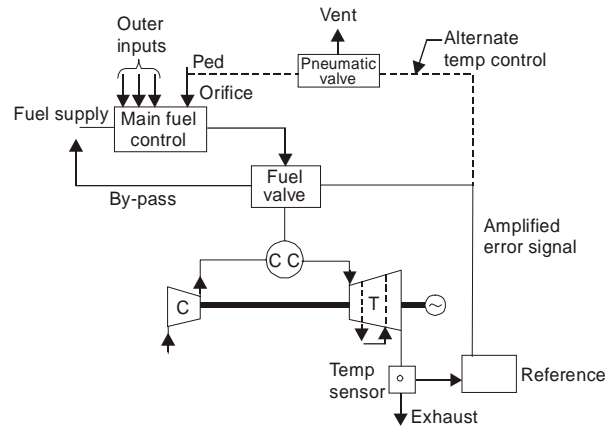 Vent
Outer
inputs
Ped
Pneumatic
valve
Alternate
temp control
Orifice
Fuel supply
Main fuel
control
Fuel
valve
By-pass
Amplified
error signal
C C
C
T
Temp
sensor
Reference
Exhaust